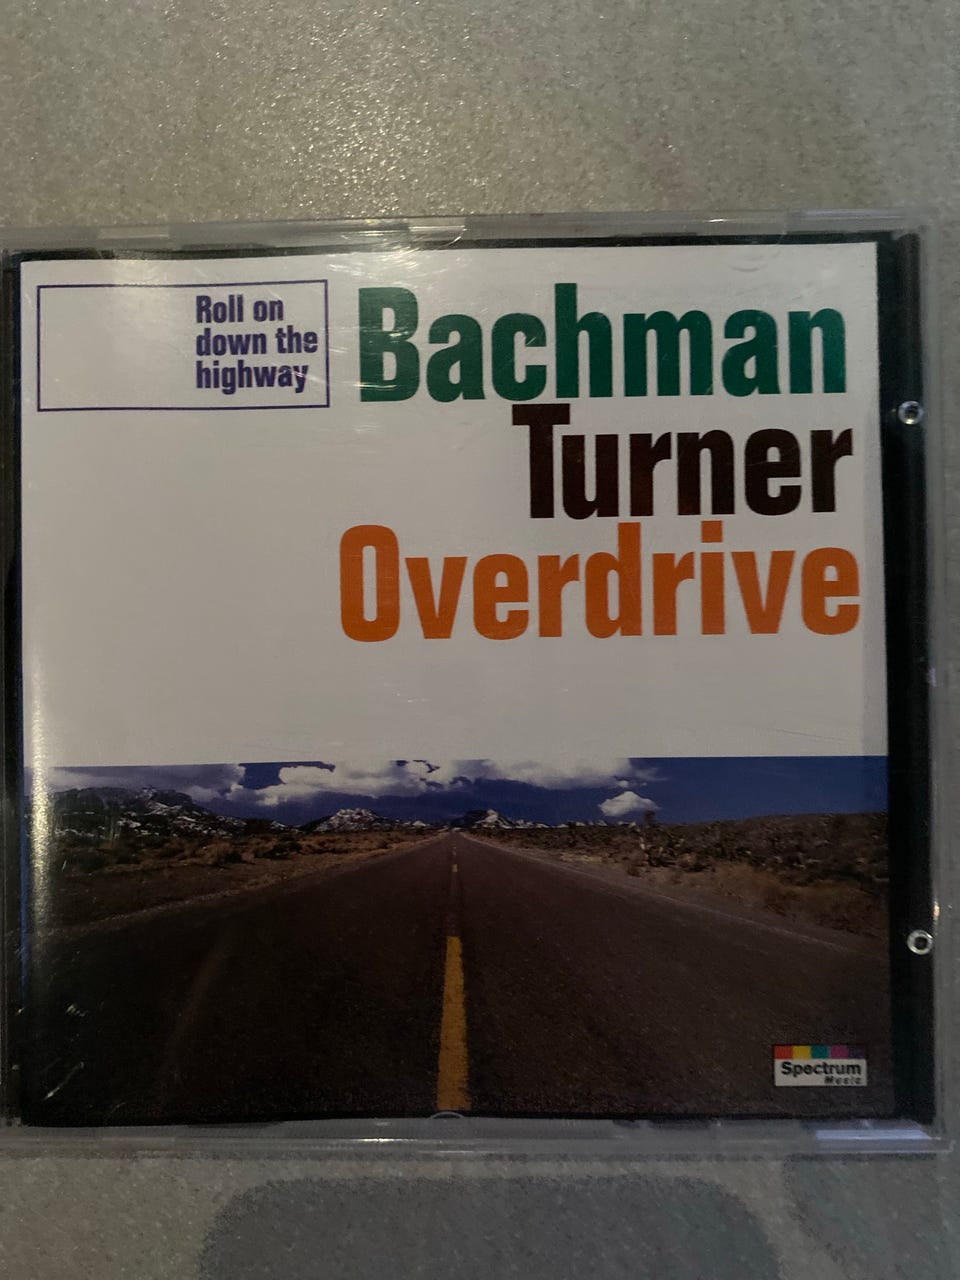 Roll on
down the
highway
Bachman
Turner
Overdrive
Spectrum
Music